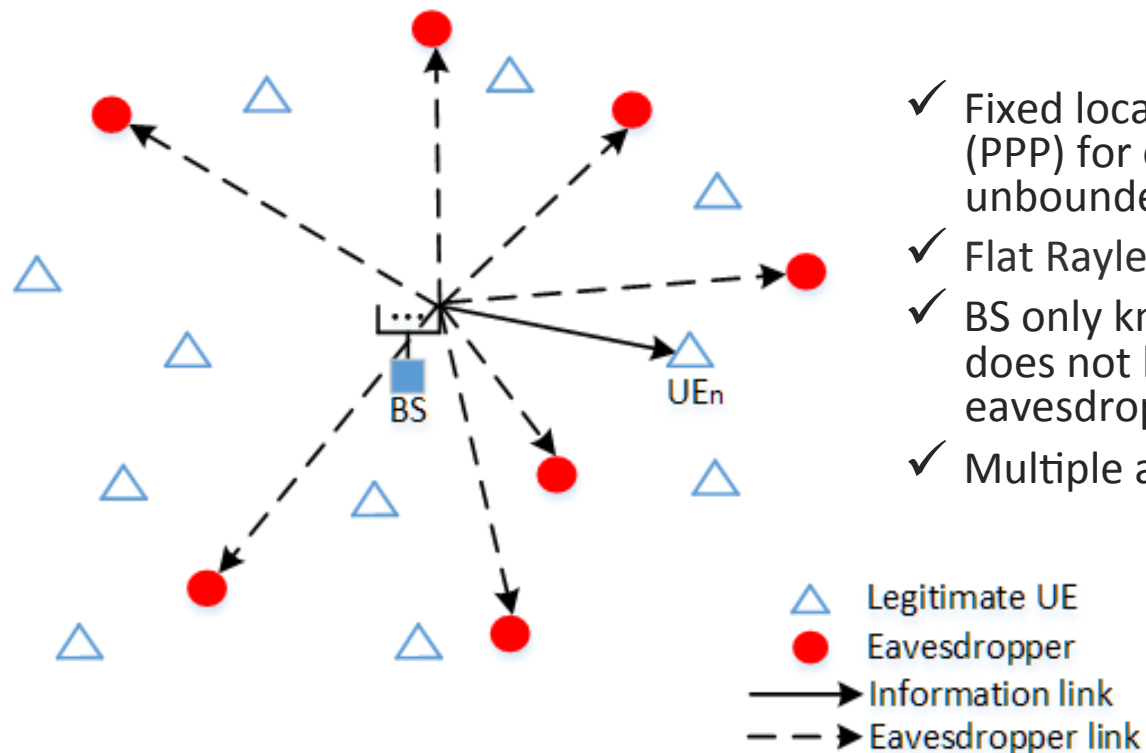 Fixed loca
(PPP) for
unbounde
Flat Rayle
BS only kn
does not
eavesdrop
Multiple a
...
BS
UEn
Legitimate UE
Eavesdropper
Information link
Eavesdropper link